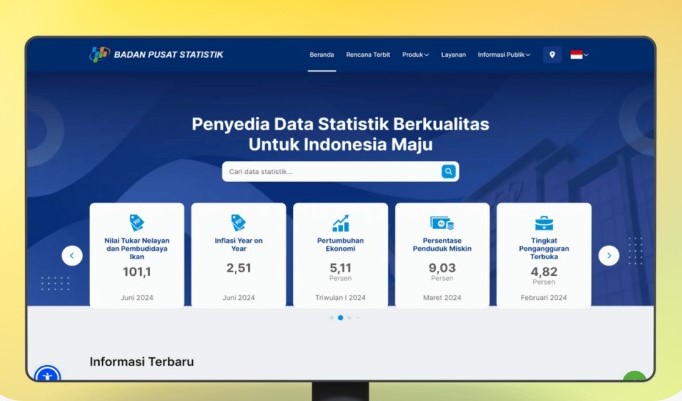 BADAN PUSAT STATISTIK
Beranda Rencana Terbit Produk Layanan Informasi Publik
Penyedia Data Statistik Berkualitas
Untuk Indonesia Maju
Cari data statistik...
Nilai Tukar Nelayan
dan Pembudidaya
Ikan
101,1
Juni 2024
Inflasi Year on
Year
2,51
Juni 2024
Pertumbuhan
Ekonomi
5,11
Persen
Triwulan I 2024
Persentase
Penduduk Miskin
9,03
Persen
Maret 2024
Tingkat
Pengangguran
Terbuka
4,82
Persen
Februari 2024
Informasi Terbaru